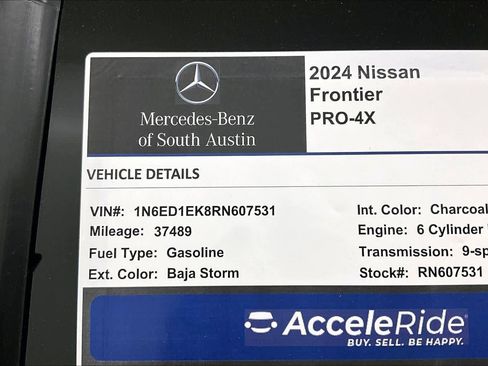 Mercedes-Benz
of South Austin
2024 Nissan
Frontier
PRO-4X
VEHICLE DETAILS
VIN#: 1N6ED1EK8RN607531
Int. Color: Charcoal
Mileage: 37489
Engine: 6 Cylinder
Fuel Type: Gasoline
Transmission: 9-sp
Ext. Color: Baja Storm
Stock#: RN607531
AcceleRide
BUY. SELL. BE HAPPY.